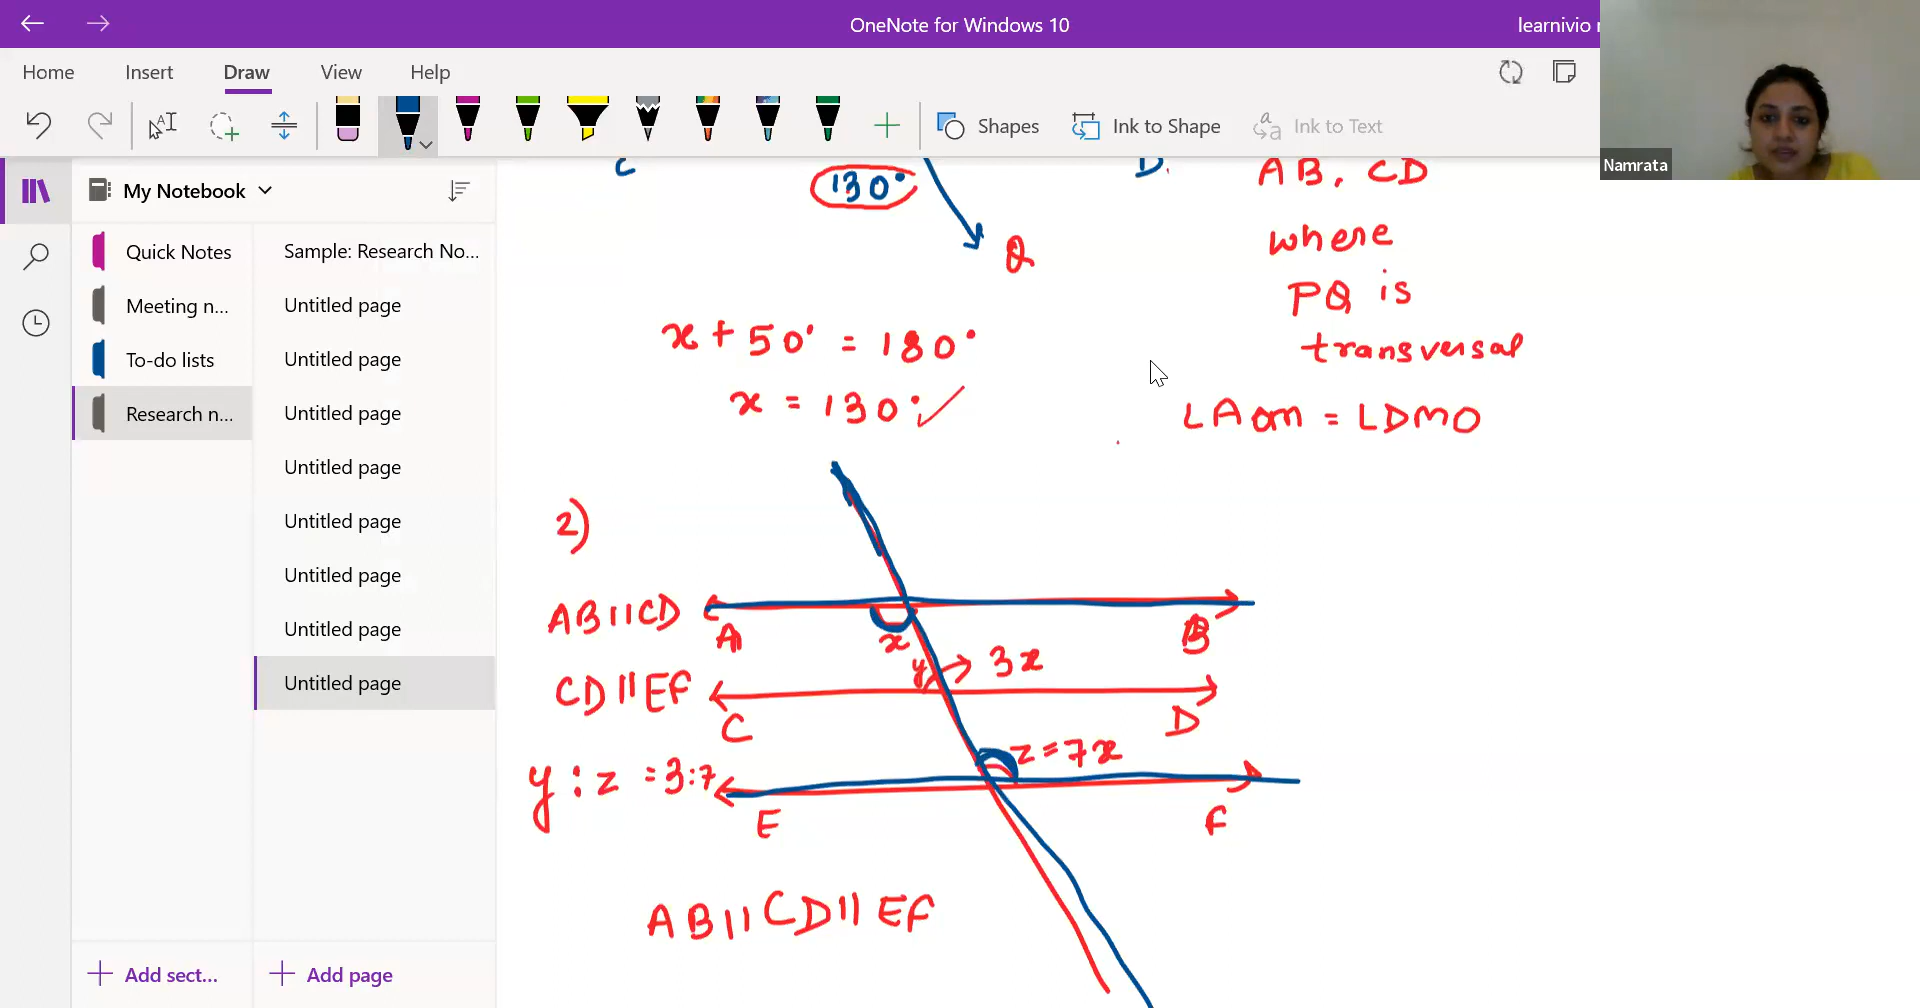 OneNote for Windows 10
learnivio
Namrata
Home Insert Draw View Help
Shapes Ink to Shape Ink to Text
My Notebook
Quick Notes
Meeting n...
To-do lists
Research n...
Sample: Research No...
Untitled page
Untitled page
Untitled page
Untitled page
Untitled page
Untitled page
Untitled page
Untitled page
Add sect...
Add page
C
130°
D.
Q
AB, CD
where
PQ is
transversal
∠AOM = ∠DMO
x + 50° = 180°
x = 130°
2)
AB||CD
A
x
B
y
3x
CD||EF
C
D
z = 7x
y : z = 3:7
E
F
AB||CD||EF